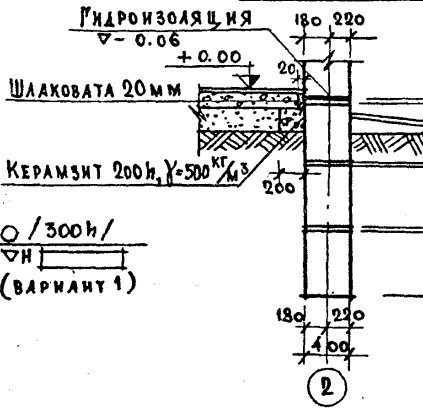 ГИДРОИЗОЛЯЦИЯ
▽- 0.06
180 220
+0.00
20
ШЛАКОВАТА 20ММ
КЕРАМЗИТ 200h, γ=500 КГ/М³
200
○ /300h/
▽Н
(ВАРИАНТ 1)
180 220
400
2